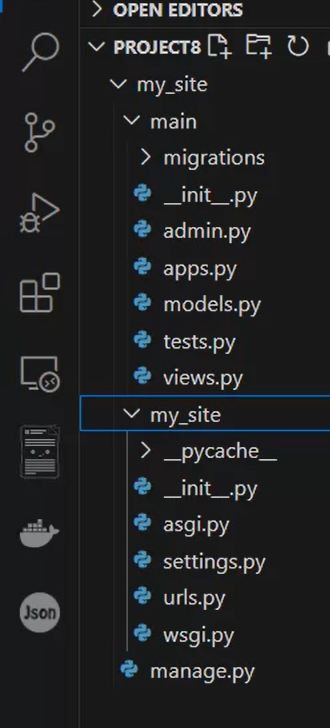 OPEN EDITORS
PROJECT8
my_site
main
migrations
__init__.py
admin.py
apps.py
models.py
tests.py
views.py
my_site
__pycache__
__init__.py
asgi.py
settings.py
urls.py
wsgi.py
manage.py
Json